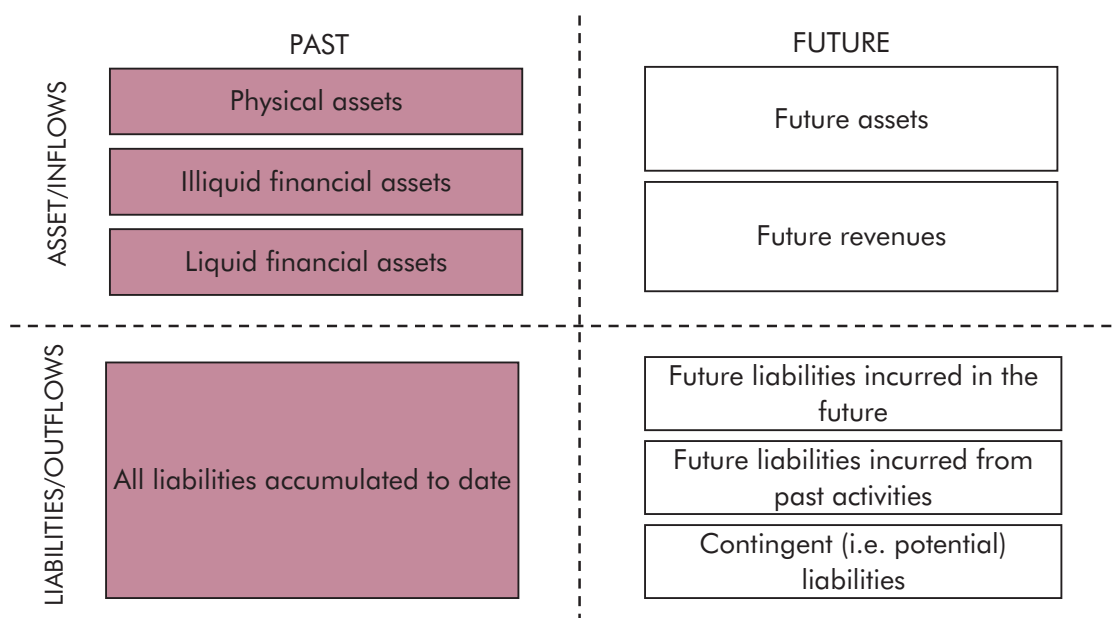 PAST
FUTURE
ASSET/INFLOWS
Physical assets
Illiquid financial assets
Liquid financial assets
Future assets
Future revenues
LIABILITIES/OUTFLOWS
All liabilities accumulated to date
Future liabilities incurred in the
future
Future liabilities incurred from
past activities
Contingent (i.e. potential)
liabilities